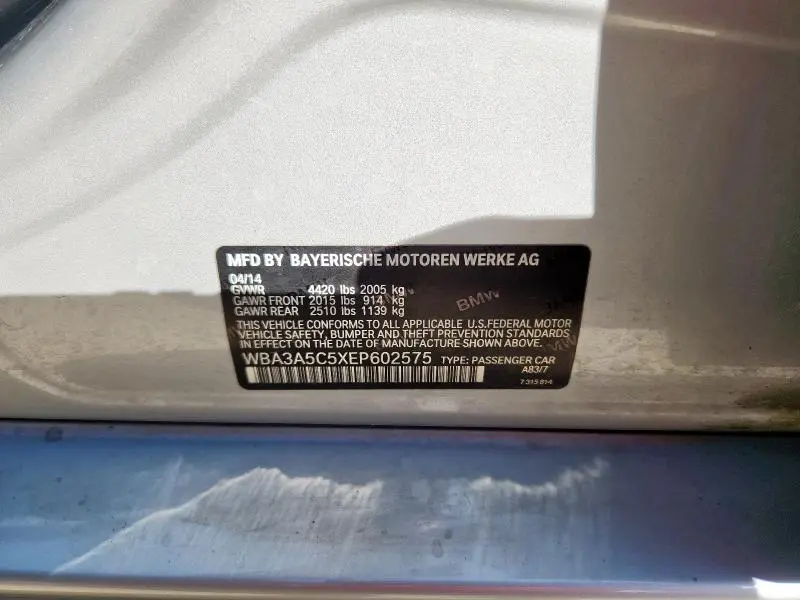 MFD BY BAYERISCHE MOTOREN WERKE AG
04/14
GVWR 4420 lbs 2005 kg
GAWR FRONT 2015 lbs 914 kg
GAWR REAR 2510 lbs 1139 kg
BMW
THIS VEHICLE CONFORMS TO ALL APPLICABLE U.S.FEDERAL MOTOR
VEHICLE SAFETY, BUMPER AND THEFT PREVENTION STANDARDS
IN EFFECT ON THE DATE OF MANUFACTURE SHOWN ABOVE.
WBA3A5C5XEP602575 TYPE: PASSENGER CAR
A83/7
7 315 814